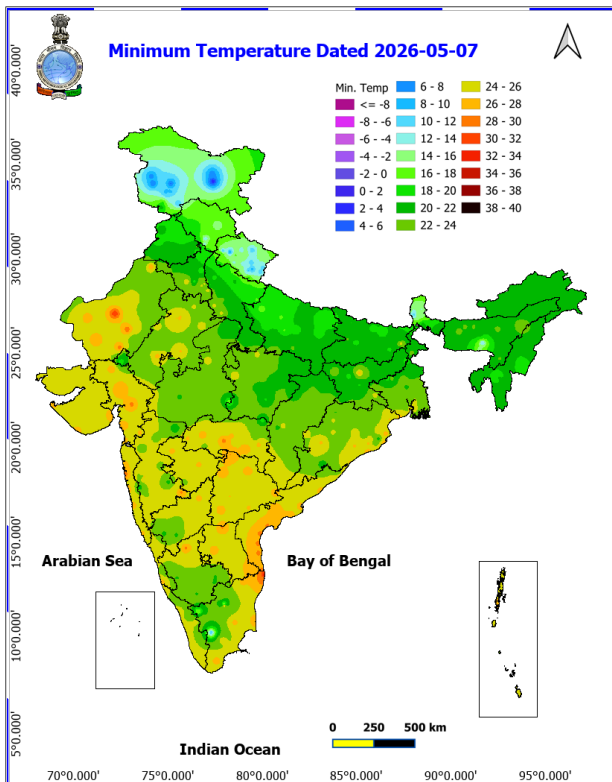 Minimum Temperature Dated 2026-05-07
Min. Temp
<= -8
-8 - -6
-6 - -4
-4 - -2
-2 - 0
0 - 2
2 - 4
4 - 6
6 - 8
8 - 10
10 - 12
12 - 14
14 - 16
16 - 18
18 - 20
20 - 22
22 - 24
24 - 26
26 - 28
28 - 30
30 - 32
32 - 34
34 - 36
36 - 38
38 - 40
40°0.000'
35°0.000'
30°0.000'
25°0.000'
20°0.000'
15°0.000'
10°0.000'
5°0.000'
Arabian Sea
Bay of Bengal
0 250 500 km
Indian Ocean
70°0.000' 75°0.000' 80°0.000' 85°0.000' 90°0.000' 95°0.000'